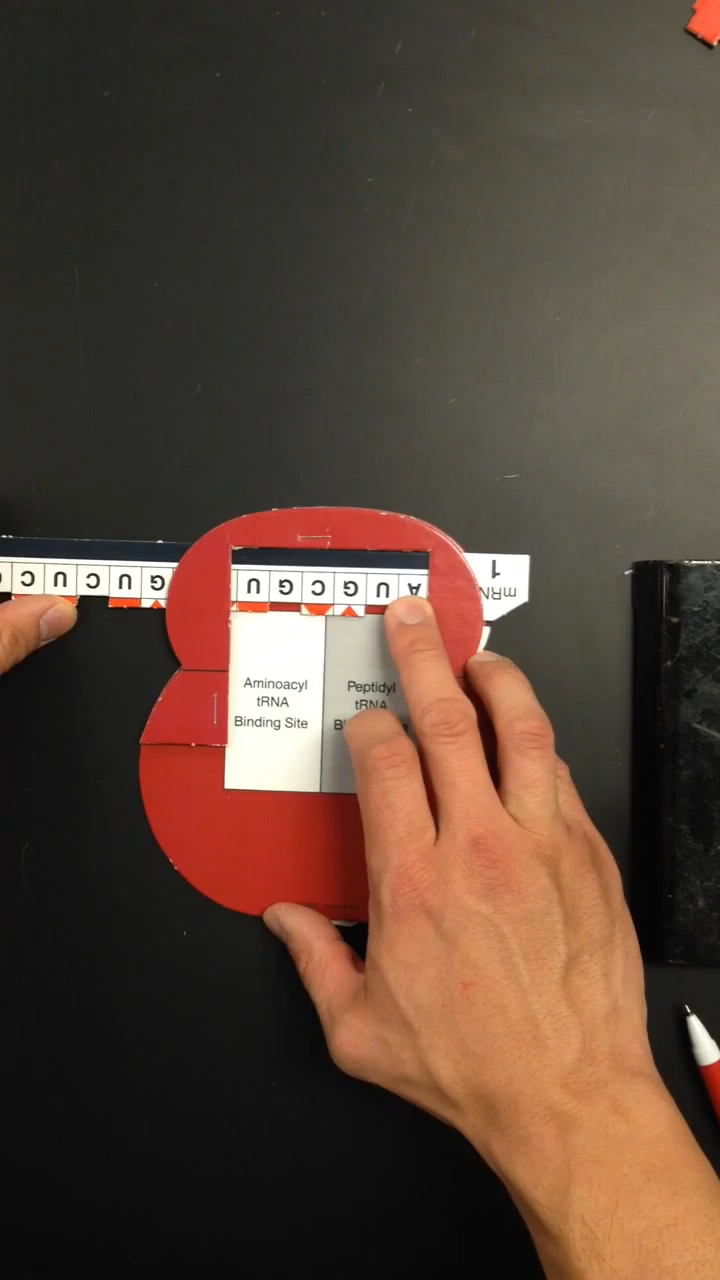 mRN
1
A U G C G U
G U C U C
Aminoacyl
tRNA
Binding Site
Peptidyl
tRNA